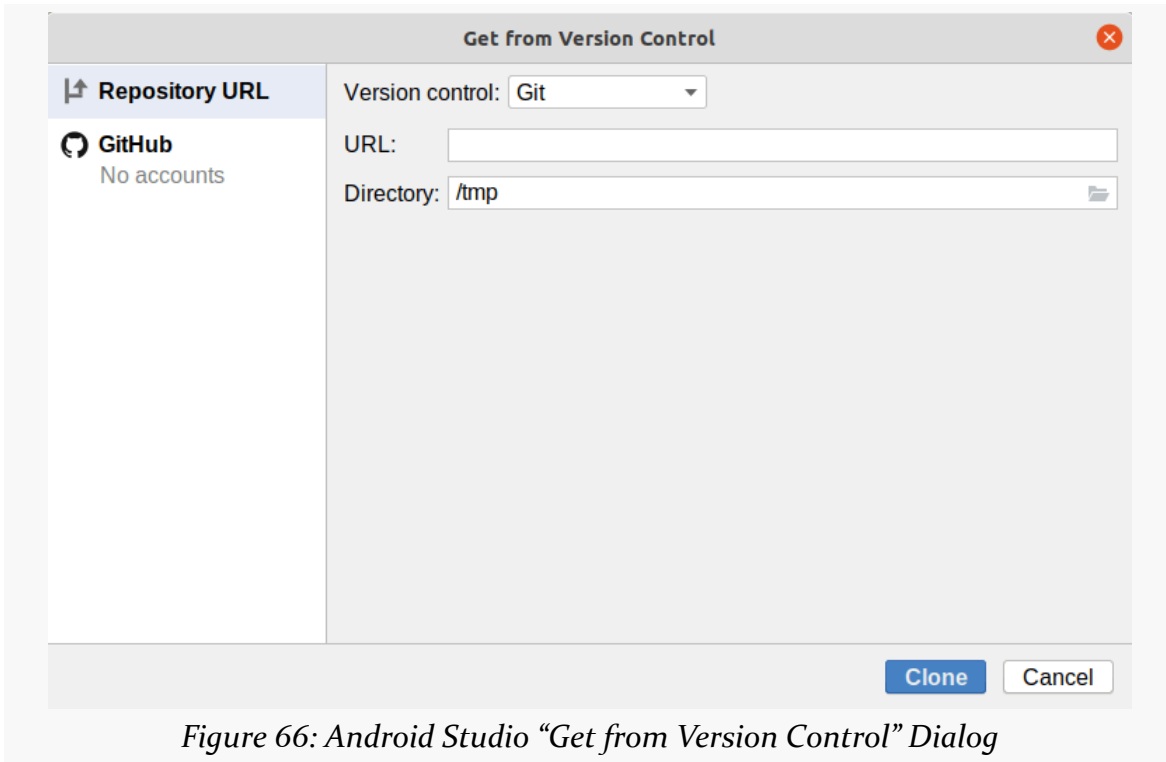 Get from Version Control
Repository URL
GitHub
No accounts
Version control: Git
URL:
Directory: /tmp
Clone Cancel
Figure 66: Android Studio “Get from Version Control” Dialog